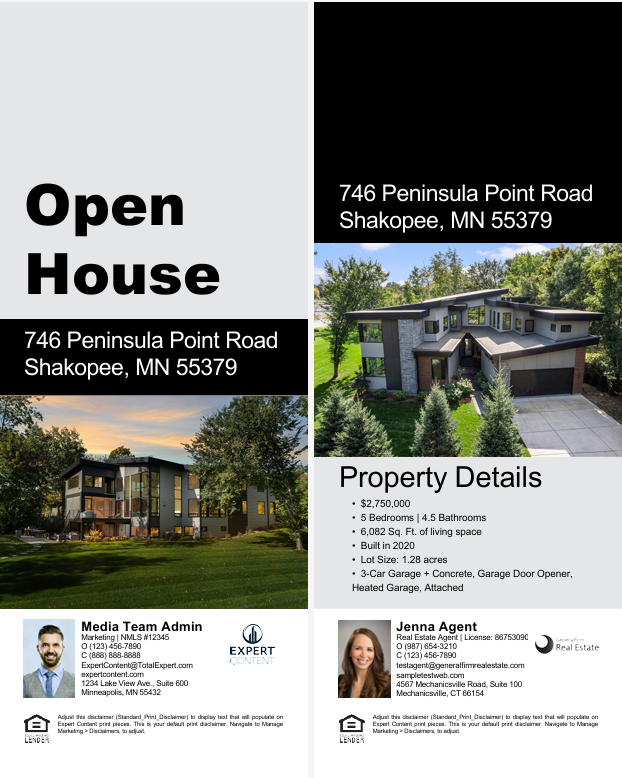 Open
House
746 Peninsula Point Road
Shakopee, MN 55379
Media Team Admin
Marketing | NMLS #12345
O (123) 456-7890
C (888) 888-8888
ExpertContent@TotalExpert.com
expertcontent.com
1234 Lake View Ave., Suite 600
Minneapolis, MN 55432
EXPERT
CONTENT
Adjust this disclaimer (Standard_Print_Disclaimer) to display text that will populate on
Expert Content print pieces. This is your default print disclaimer. Navigate to Manage
Marketing > Disclaimers, to adjust.
EQUAL HOUSING
LENDER
746 Peninsula Point Road
Shakopee, MN 55379
Property Details
• $2,750,000
• 5 Bedrooms | 4.5 Bathrooms
• 6,082 Sq. Ft. of living space
• Built in 2020
• Lot Size: 1.28 acres
• 3-Car Garage + Concrete, Garage Door Opener,
Heated Garage, Attached
Jenna Agent
Real Estate Agent | License: 86753090
O (987) 654-3210
C (123) 456-7890
testagent@generalfirmrealestate.com
sampletestweb.com
4567 Mechanicsville Road, Suite 100
Mechanicsville, CT 66154
General Firm
Real Estate
Adjust this disclaimer (Standard_Print_Disclaimer) to display text that will populate on
Expert Content print pieces. This is your default print disclaimer. Navigate to Manage
Marketing > Disclaimers, to adjust.
EQUAL HOUSING
LENDER